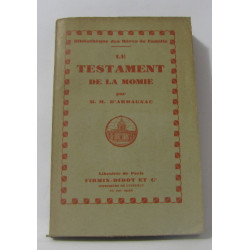 Bibliothèque des Mères de Famille
LE
TESTAMENT
DE LA MOMIE
par
M. M. D'ARMAGNAC
Librairie de Paris
FIRMIN-DIDOT ET Cie